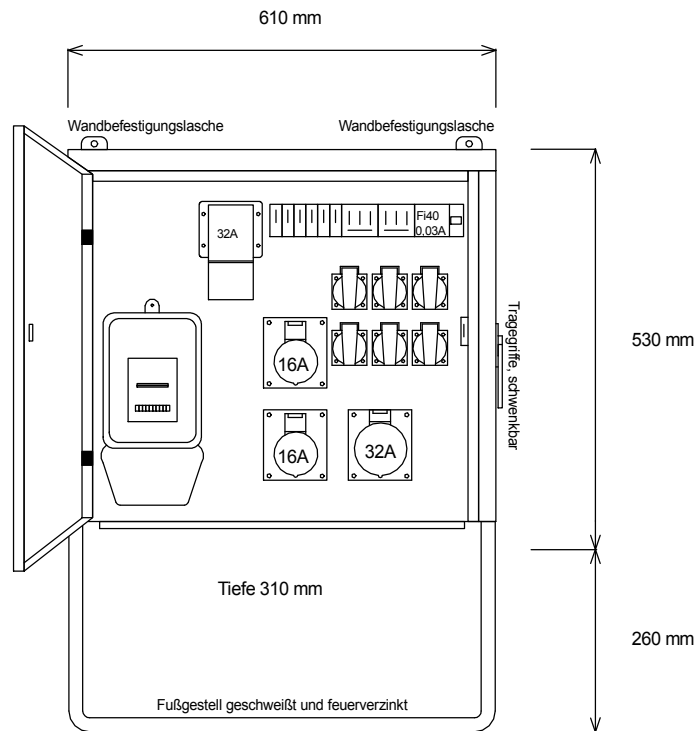 610 mm
Wandbefestigungslasche
Wandbefestigungslasche
32A
Fi40
0,03A
Tragegriffe, schwenkbar
530 mm
16A
16A
32A
Tiefe 310 mm
260 mm
Fußgestell geschweißt und feuerverzinkt